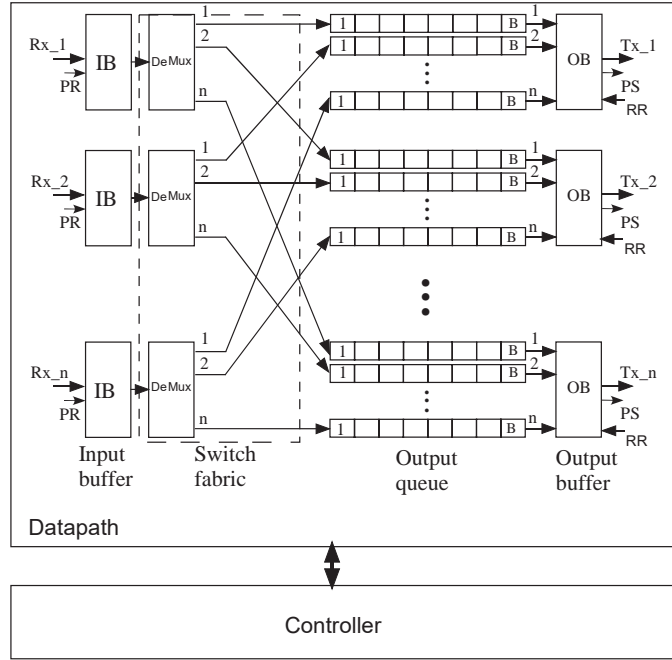 Rx_1
PR
IB
DeMux
1
2
n
1 B 1
1 B 2
1 B n
OB
Tx_1
PS
RR
Rx_2
PR
IB
DeMux
1
2
n
1 B 1
1 B 2
1 B n
OB
Tx_2
PS
RR
Rx_n
PR
IB
DeMux
1
2
n
1 B 1
1 B 2
1 B n
OB
Tx_n
PS
RR
Input
buffer
Switch
fabric
Output
queue
Output
buffer
Datapath
Controller